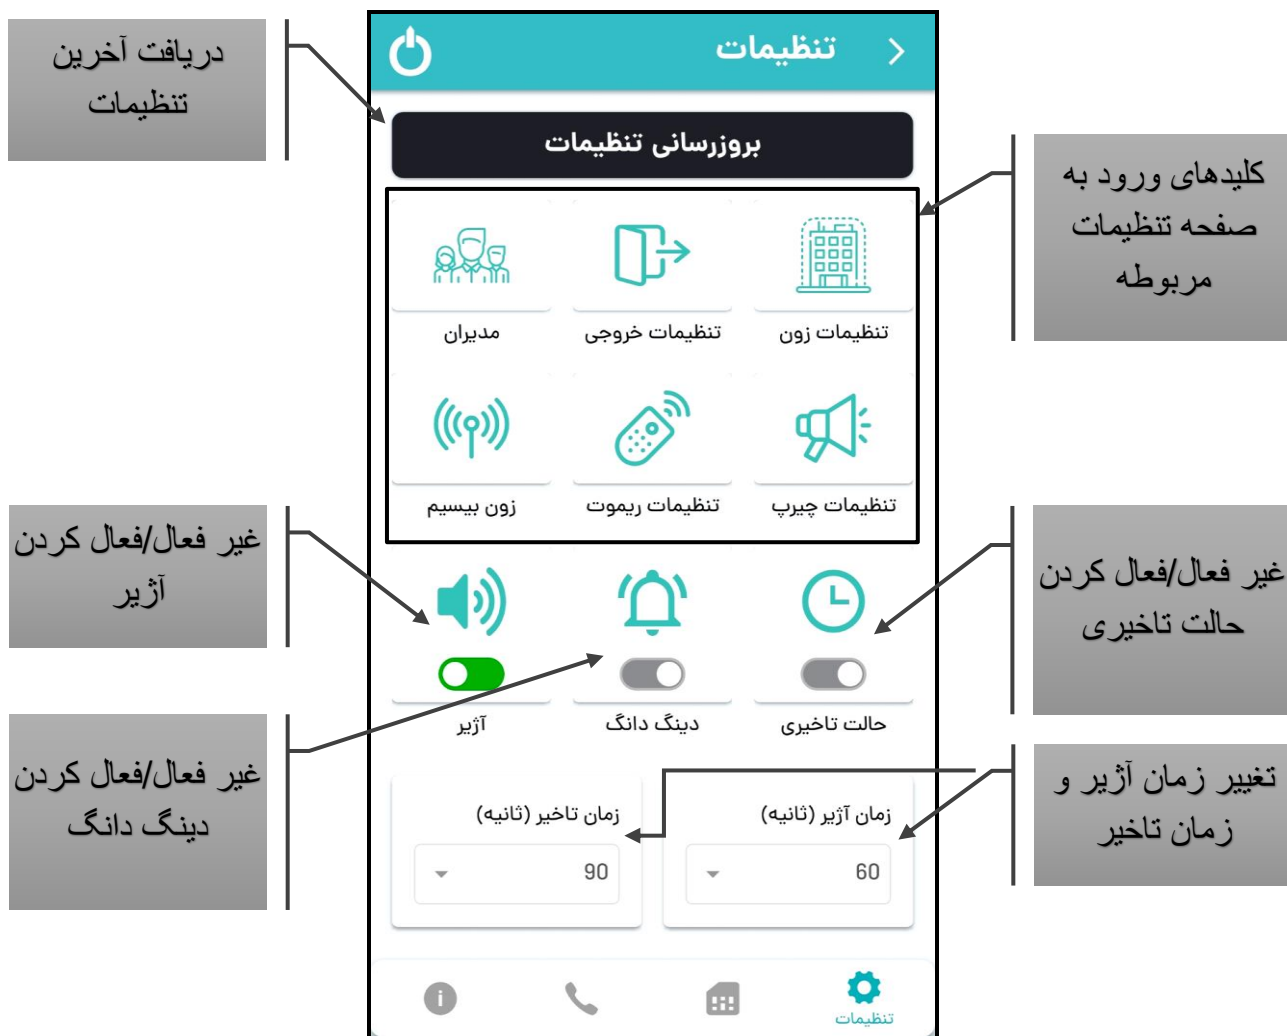 تنظیمات
بروزرسانی تنظیمات
دریافت آخرین
تنظیمات
کلیدهای ورود به
صفحه تنظیمات
مربوطه
تنظیمات زون
تنظیمات خروجی
مدیران
تنظیمات چیرپ
تنظیمات ریموت
زون بیسیم
غیر فعال/فعال کردن
حالت تاخیری
غیر فعال/فعال کردن
آژیر
حالت تاخیری
دینگ دانگ
آژیر
تغییر زمان آژیر و
زمان تاخیر
غیر فعال/فعال کردن
دینگ دانگ
زمان آژیر (ثانیه)
60
زمان تاخیر (ثانیه)
90
تنظیمات